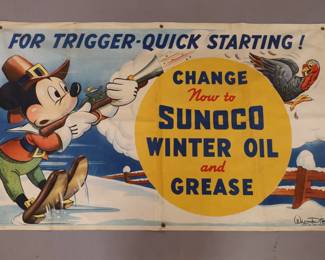 FOR TRIGGER-QUICK STARTING!
CHANGE
Now to
SUNOCO
WINTER OIL
and
GREASE